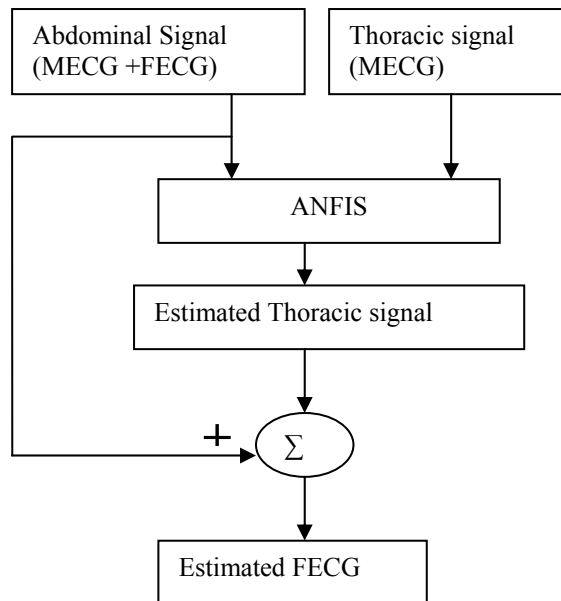 Abdominal Signal
(MECG +FECG)
Thoracic signal
(MECG)
ANFIS
Estimated Thoracic signal
+
∑
Estimated FECG